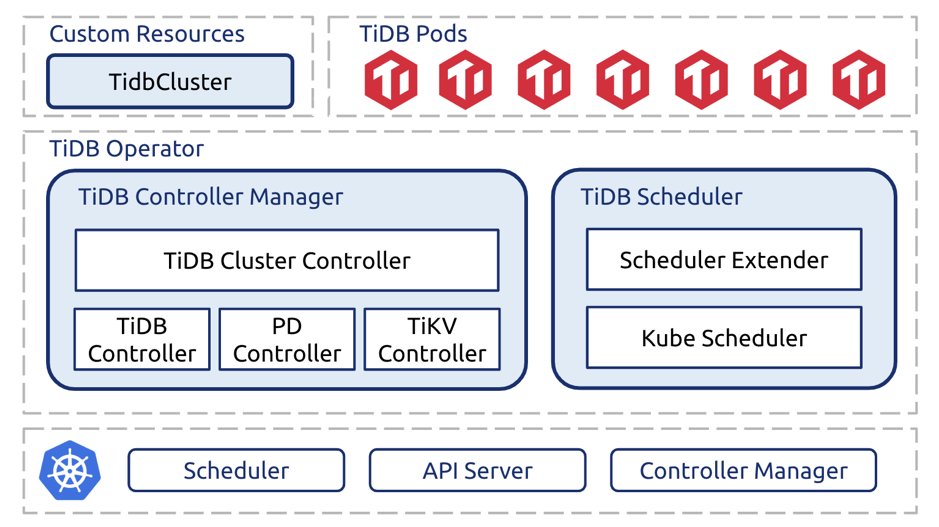 Custom Resources
TidbCluster
TiDB Pods
TiDB Operator
TiDB Controller Manager
TiDB Cluster Controller
TiDB
Controller
PD
Controller
TiKV
Controller
TiDB Scheduler
Scheduler Extender
Kube Scheduler
Scheduler
API Server
Controller Manager